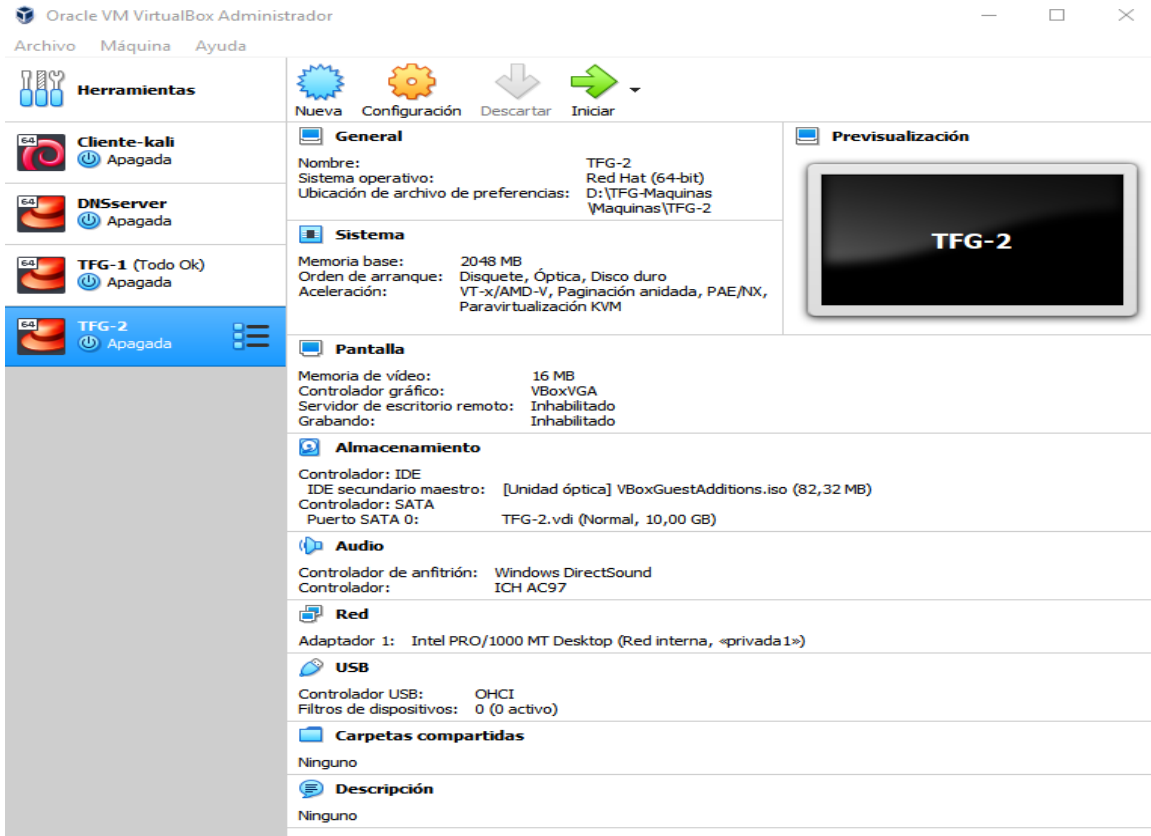 Oracle VM VirtualBox Administrador
Archivo Máquina Ayuda
Herramientas
64
Cliente-kali
Apagada
64
DNSserver
Apagada
64
TFG-1 (Todo Ok)
Apagada
64
TFG-2
Apagada
Nueva Configuración Descartar Iniciar
General
Nombre: TFG-2
Sistema operativo: Red Hat (64-bit)
Ubicación de archivo de preferencias: D:\TFG-Maquinas
\Maquinas\TFG-2
Previsualización
TFG-2
Sistema
Memoria base: 2048 MB
Orden de arranque: Disquete, Óptica, Disco duro
Aceleración: VT-x/AMD-V, Paginación anidada, PAE/NX,
Paravirtualización KVM
Pantalla
Memoria de vídeo: 16 MB
Controlador gráfico: VBoxVGA
Servidor de escritorio remoto: Inhabilitado
Grabando: Inhabilitado
Almacenamiento
Controlador: IDE
IDE secundario maestro: [Unidad óptica] VBoxGuestAdditions.iso (82,32 MB)
Controlador: SATA
Puerto SATA 0: TFG-2.vdi (Normal, 10,00 GB)
Audio
Controlador de anfitrión: Windows DirectSound
Controlador: ICH AC97
Red
Adaptador 1: Intel PRO/1000 MT Desktop (Red interna, «privada1»)
USB
Controlador USB: OHCI
Filtros de dispositivos: 0 (0 activo)
Carpetas compartidas
Ninguno
Descripción
Ninguno